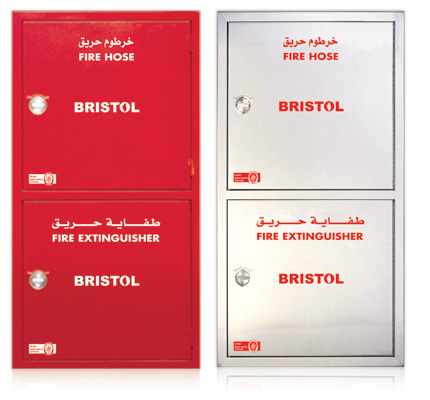 خرطوم حريق
FIRE HOSE
BRISTOL
طفاية حريق
FIRE EXTINGUISHER
BRISTOL
خرطوم حريق
FIRE HOSE
BRISTOL
طفاية حريق
FIRE EXTINGUISHER
BRISTOL